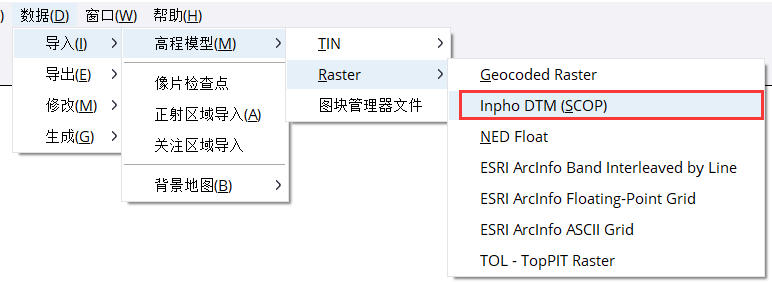 ) 数据(D) 窗口(W) 帮助(H)
导入(I)
导出(E)
修改(M)
生成(G)
高程模型(M)
像片检查点
正射区域导入(A)
关注区域导入
背景地图(B)
TIN
Raster
图块管理器文件
Geocoded Raster
Inpho DTM (SCOP)
NED Float
ESRI ArcInfo Band Interleaved by Line
ESRI ArcInfo Floating-Point Grid
ESRI ArcInfo ASCII Grid
TOL - TopPIT Raster